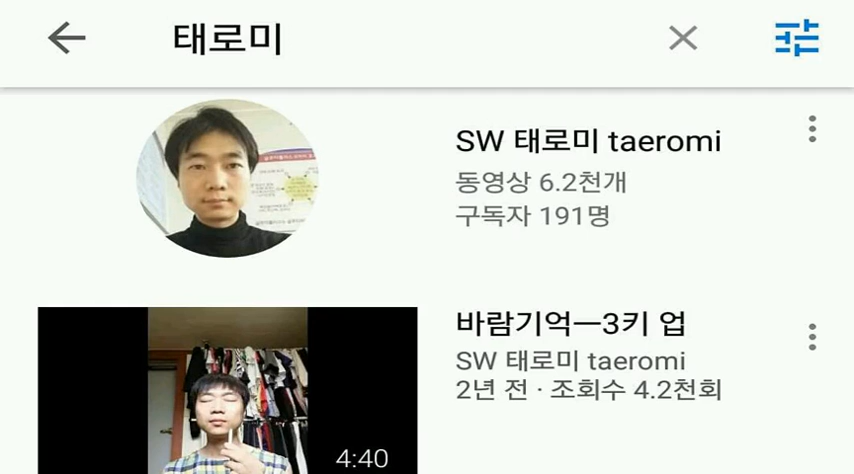 태로미
SW 태로미 taeromi
동영상 6.2천개
구독자 191명
바람기억—3키 업
SW 태로미 taeromi
2년 전 · 조회수 4.2천회
4:40